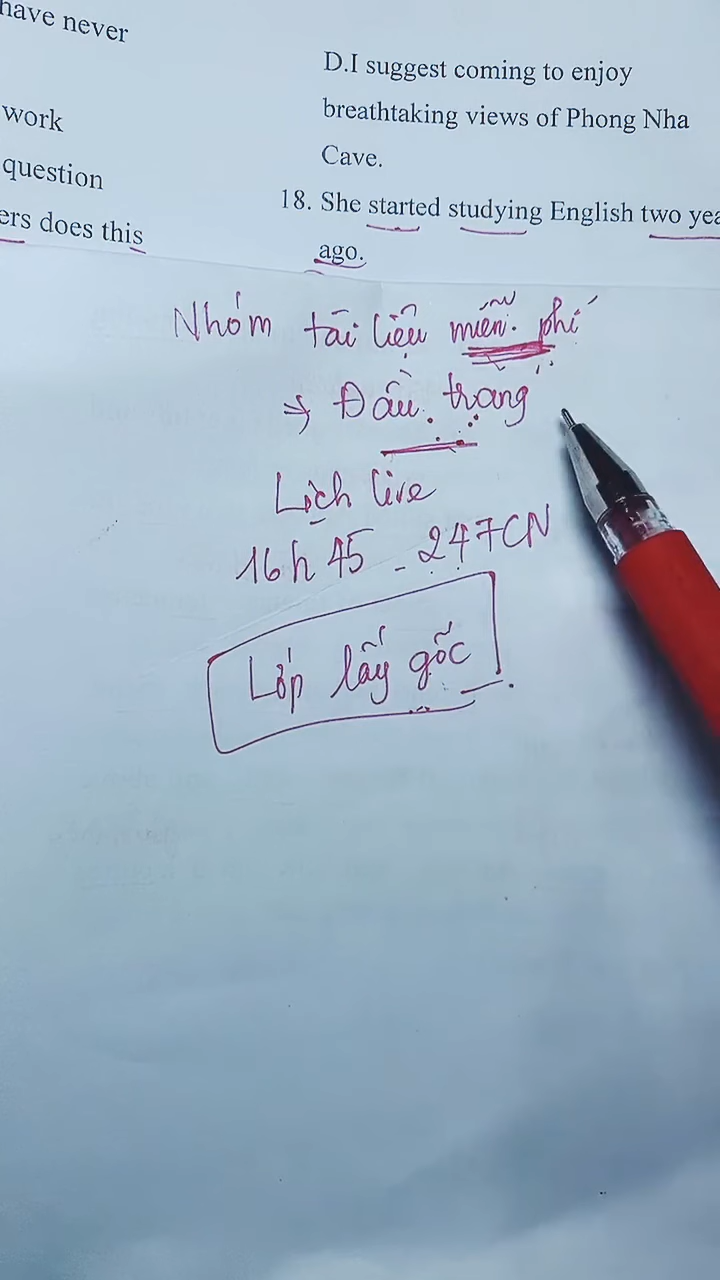 have never
work
question
ers does this
D.I suggest coming to enjoy
breathtaking views of Phong Nha
Cave.
18. She started studying English two yea
ago.
Nhóm tài liệu miễn phí
⇒ Đầu trang
Lịch live
16h45 - 247CN
Lớp lấy gốc